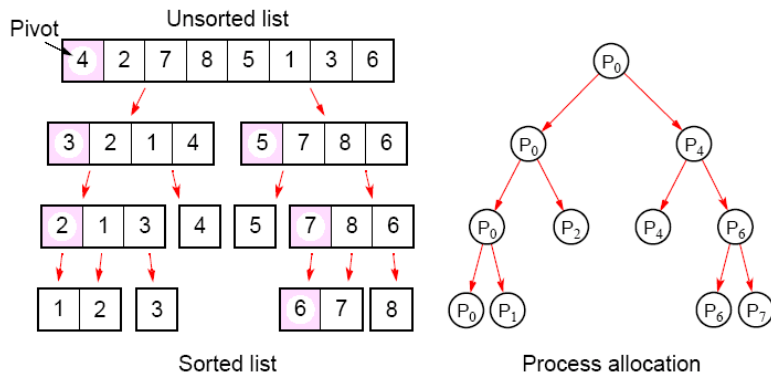 Unsorted list
Pivot
4 2 7 8 5 1 3 6
3 2 1 4
5 7 8 6
2 1 3
4
5
7 8 6
1 2
3
6 7
8
Sorted list
P0
P0 P4
P0 P2 P4 P6
P0 P1 P6 P7
Process allocation